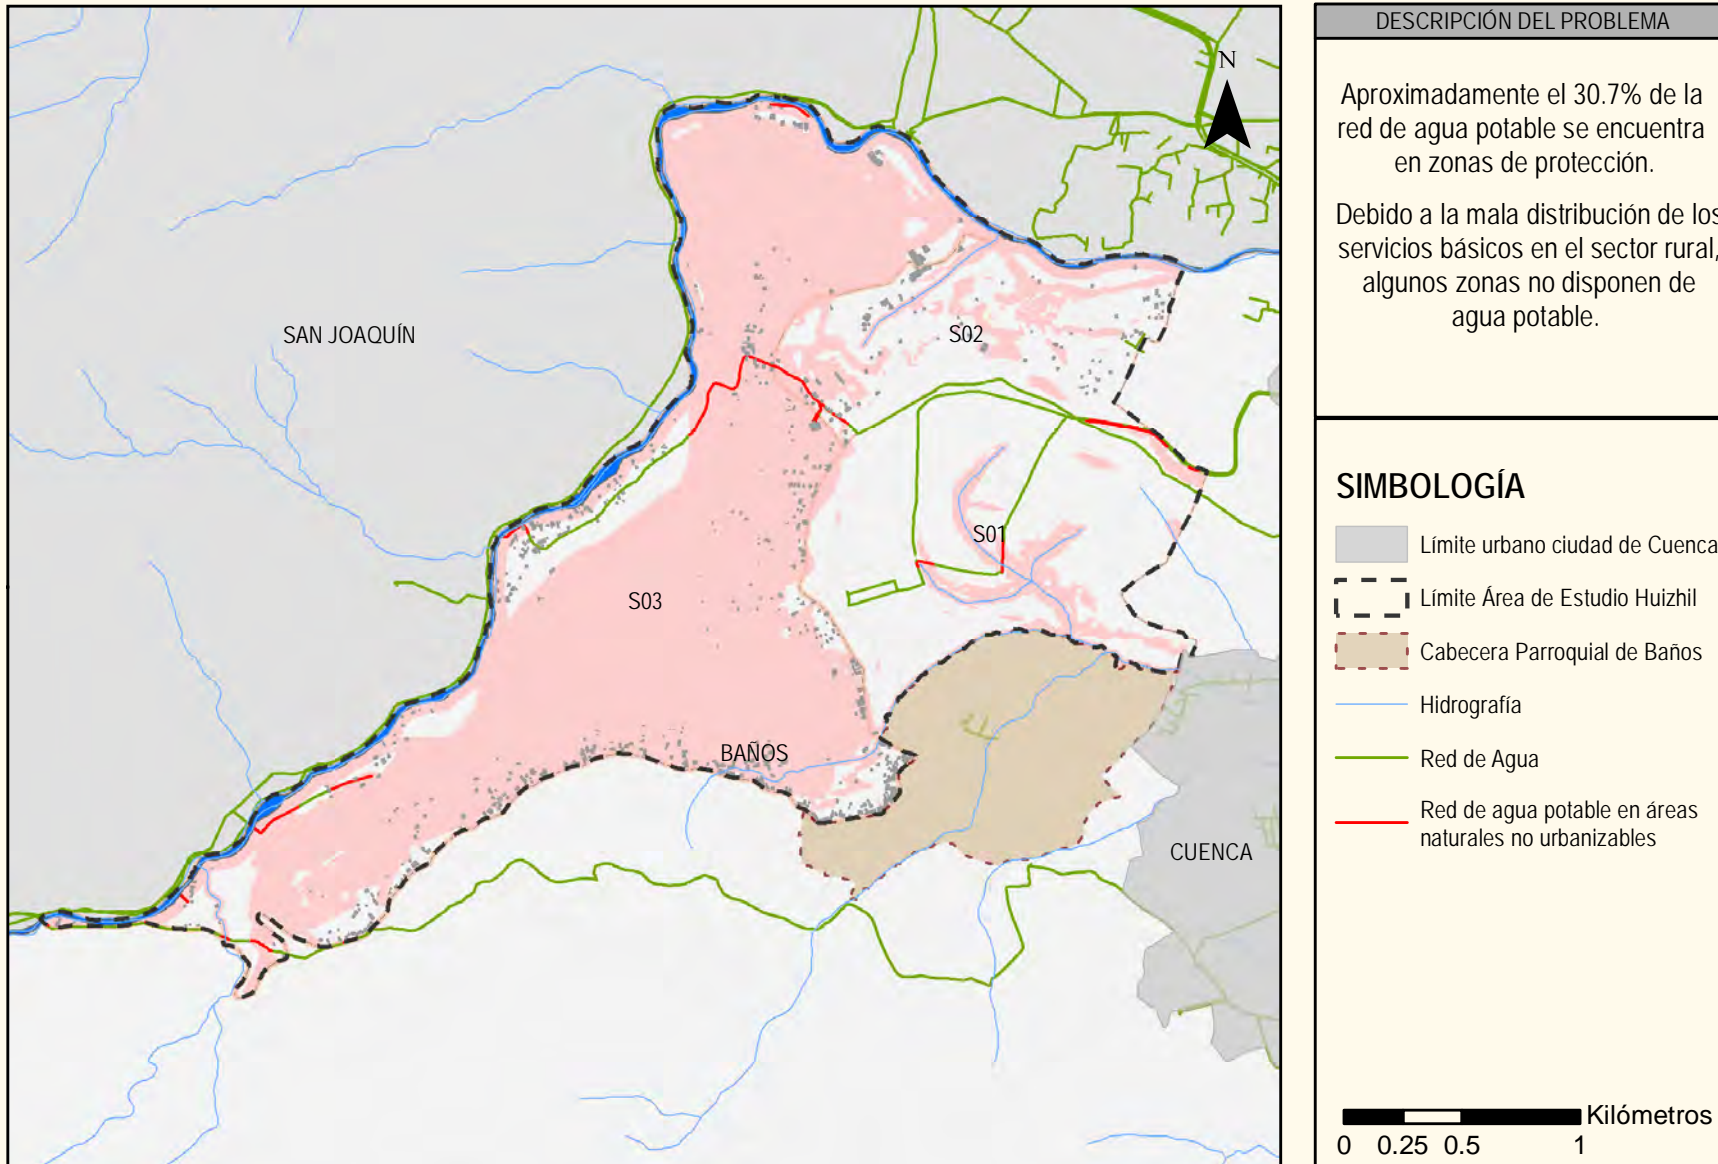 N
SAN JOAQUÍN
S02
S01
S03
BAÑOS
CUENCA
DESCRIPCIÓN DEL PROBLEMA
Aproximadamente el 30.7% de la
red de agua potable se encuentra
en zonas de protección.
Debido a la mala distribución de los
servicios básicos en el sector rural,
algunos zonas no disponen de
agua potable.
SIMBOLOGÍA
Límite urbano ciudad de Cuenca
Límite Área de Estudio Huizhil
Cabecera Parroquial de Baños
Hidrografía
Red de Agua
Red de agua potable en áreas
naturales no urbanizables
Kilómetros
0 0.25 0.5 1